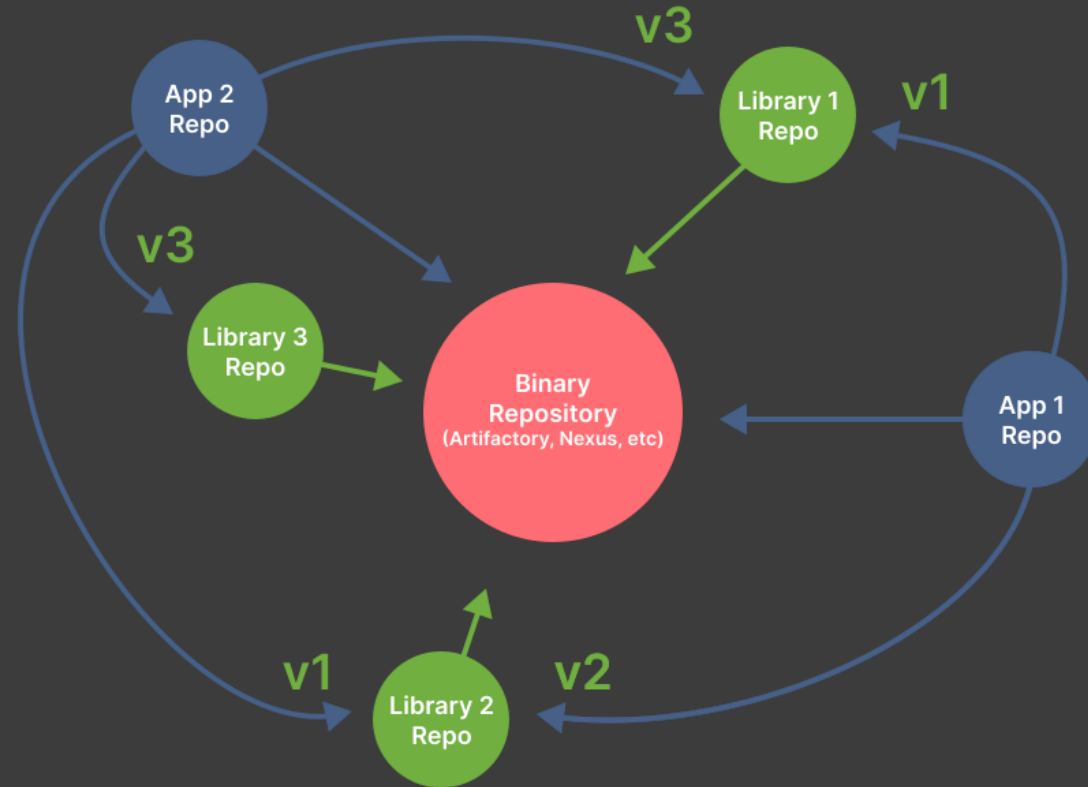 v3
App 2
Repo
Library 1
Repo
v1
v3
Library 3
Repo
Binary
Repository
(Artifactory, Nexus, etc)
App 1
Repo
v1
v2
Library 2
Repo